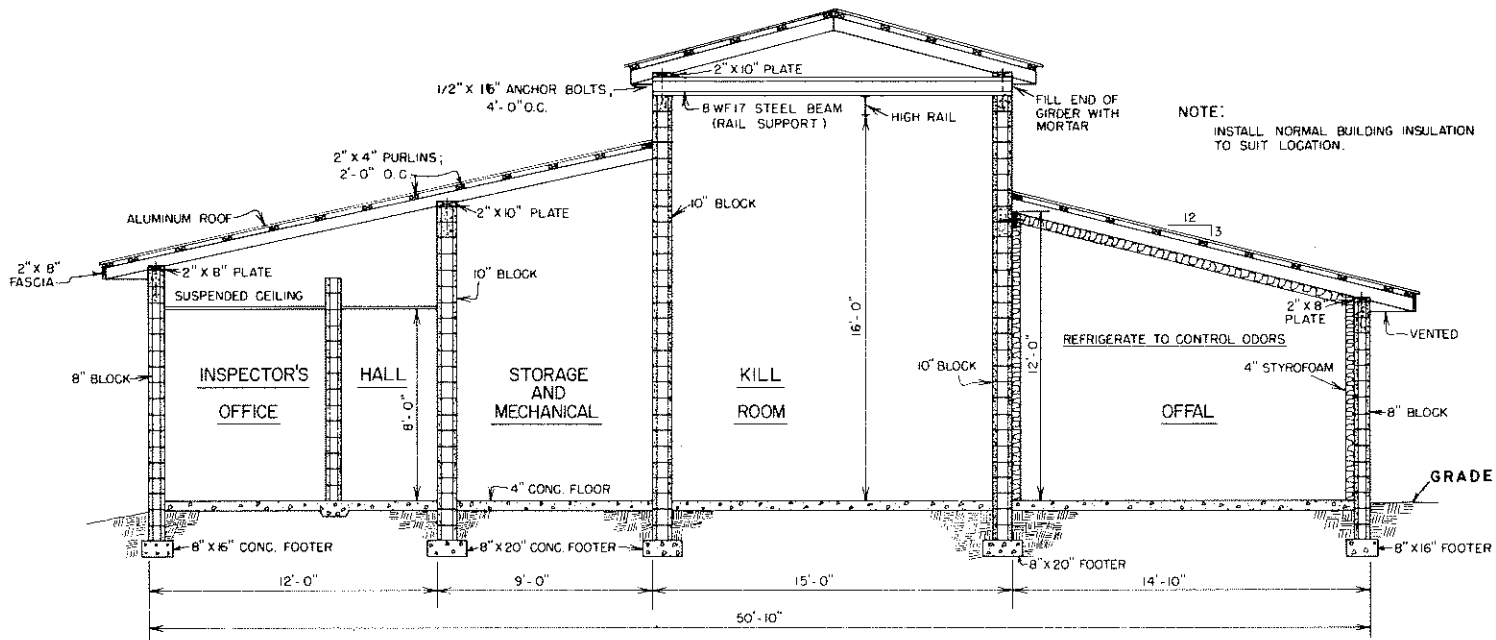 2" X 10" PLATE
1/2" X 16" ANCHOR BOLTS,
4'-0" O.C.
8 WF 17 STEEL BEAM
(RAIL SUPPORT)
HIGH RAIL
FILL END OF
GIRDER WITH
MORTAR
NOTE:
INSTALL NORMAL BUILDING INSULATION
TO SUIT LOCATION.
2" X 4" PURLINS,
2'-0" O.C.
ALUMINUM ROOF
2" X 10" PLATE
10" BLOCK
12
3
2" X 8"
FASCIA
2" X 8" PLATE
10" BLOCK
SUSPENDED CEILING
16'-0"
12'-0"
2" X 8"
PLATE
VENTED
REFRIGERATE TO CONTROL ODORS
8" BLOCK
INSPECTOR'S
OFFICE
HALL
8'-0"
STORAGE
AND
MECHANICAL
KILL
ROOM
10" BLOCK
4" STYROFOAM
OFFAL
8" BLOCK
4" CONC. FLOOR
GRADE
8" X 16" CONC. FOOTER
8" X 20" CONC. FOOTER
8" X 20" FOOTER
8" X 16" FOOTER
12'-0"
9'-0"
15'-0"
14'-10"
50'-10"